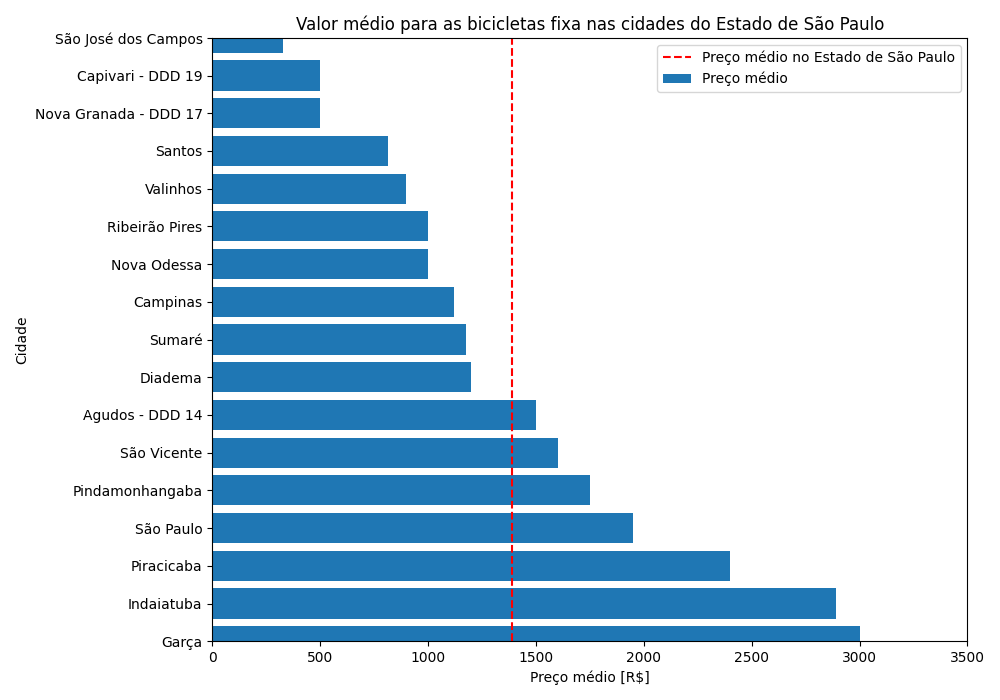 Valor médio para as bicicletas fixa nas cidades do Estado de São Paulo
Preço médio no Estado de São Paulo
Preço médio
São José dos Campos
Capivari - DDD 19
Nova Granada - DDD 17
Santos
Valinhos
Ribeirão Pires
Nova Odessa
Campinas
Sumaré
Diadema
Agudos - DDD 14
São Vicente
Pindamonhangaba
São Paulo
Piracicaba
Indaiatuba
Garça
Cidade
0 500 1000 1500 2000 2500 3000 3500
Preço médio [R$]